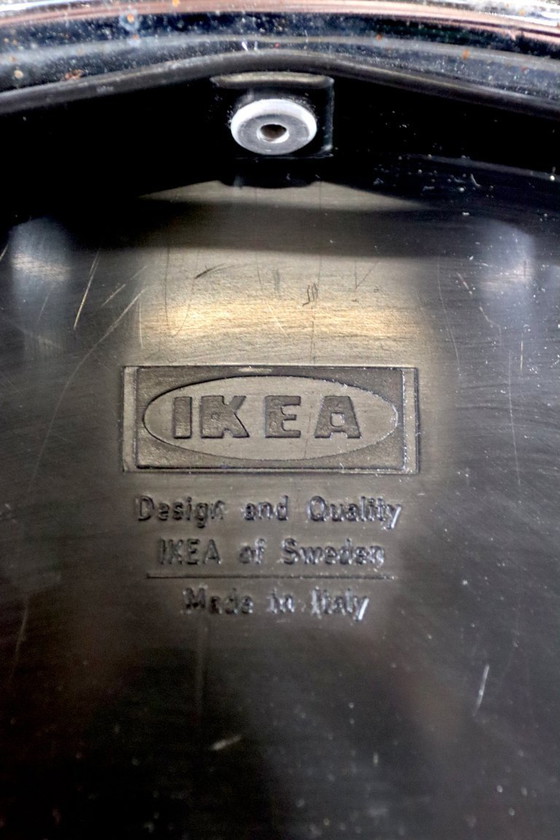 IKEA
Design and Quality
IKEA of Sweden
Made in Italy